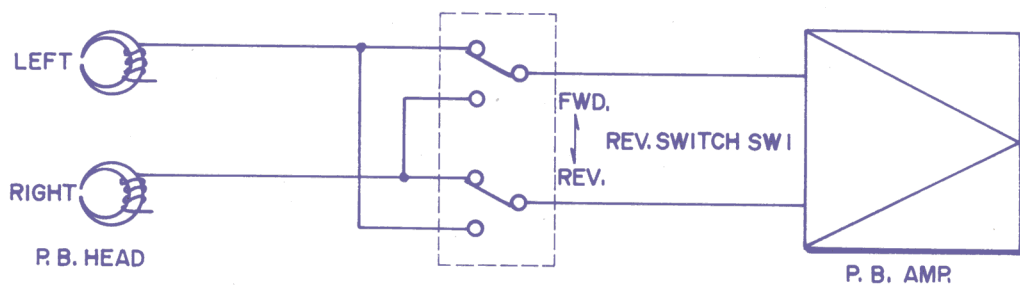 LEFT
FWD.
REV. SWITCH SW1
REV.
RIGHT
P. B. HEAD
P. B. AMP.